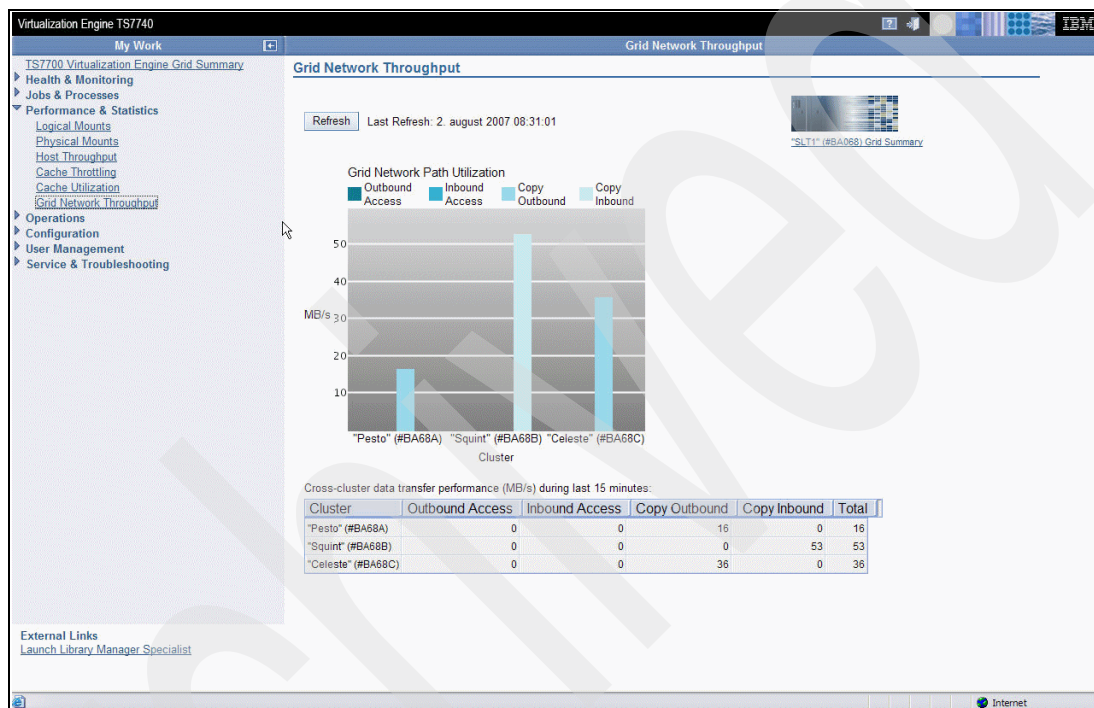 Virtualization Engine TS7740
? IBM
My Work
Grid Network Throughput
TS7700 Virtualization Engine Grid Summary
Health & Monitoring
Jobs & Processes
Performance & Statistics
Logical Mounts
Physical Mounts
Host Throughput
Cache Throttling
Cache Utilization
Grid Network Throughput
Operations
Configuration
User Management
Service & Troubleshooting
External Links
Launch Library Manager Specialist
Grid Network Throughput
Refresh Last Refresh: 2. august 2007 08:31:01
"SLT1" (#BA068) Grid Summary
Grid Network Path Utilization
Outbound Access Inbound Access Copy Outbound Copy Inbound
50
40
MB/s 30
20
10
"Pesto" (#BA68A) "Squint" (#BA68B) "Celeste" (#BA68C)
Cluster
Cross-cluster data transfer performance (MB/s) during last 15 minutes:
Cluster Outbound Access Inbound Access Copy Outbound Copy Inbound Total
"Pesto" (#BA68A) 0 0 16 0 16
"Squint" (#BA68B) 0 0 0 53 53
"Celeste" (#BA68C) 0 0 36 0 36
Internet